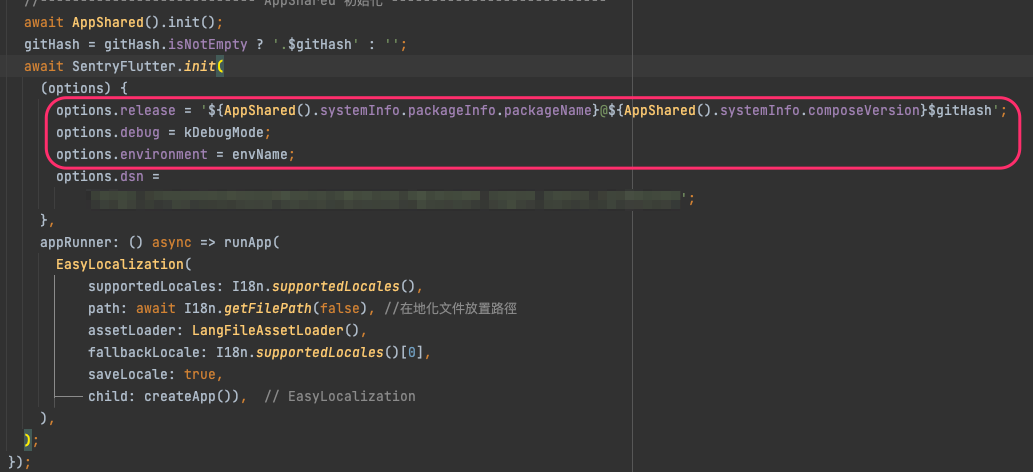 //--------------------------- AppShared 初始化 ---------------------------
await AppShared().init();
gitHash = gitHash.isNotEmpty ? '.$gitHash' : '';
await SentryFlutter.init(
(options) {
options.release = '${AppShared().systemInfo.packageInfo.packageName}@${AppShared().systemInfo.composeVersion}$gitHash';
options.debug = kDebugMode;
options.environment = envName;
options.dsn =
';
},
appRunner: () async => runApp(
EasyLocalization(
supportedLocales: I18n.supportedLocales(),
path: await I18n.getFilePath(false), //在地化文件放置路徑
assetLoader: LangFileAssetLoader(),
fallbackLocale: I18n.supportedLocales()[0],
saveLocale: true,
child: createApp()), // EasyLocalization
),
);
});